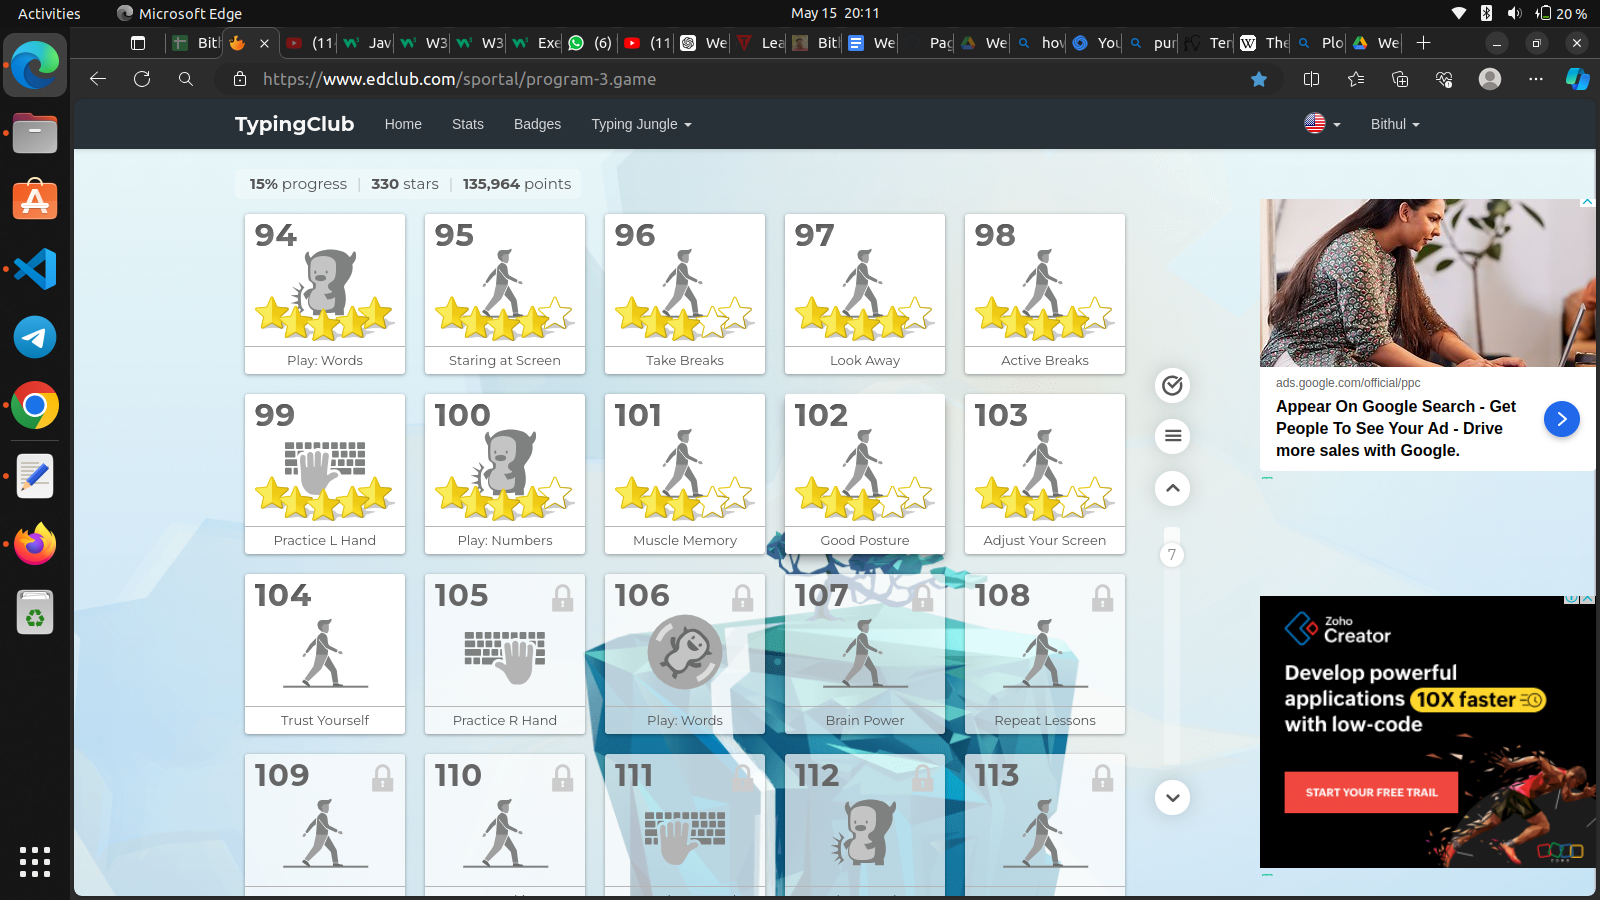 Activities
Microsoft Edge
May 15 20:11
20 %
Bith
(11
Jav
W3
W3
Exe
(6)
(11
We
Lea
Bitl
We
Pag
We
how
You
pur
Ter
The
Plo
We
https://www.edclub.com/sportal/program-3.game
TypingClub
Home
Stats
Badges
Typing Jungle
Bithul
15% progress | 330 stars | 135,964 points
94
95
96
97
98
Play: Words
Staring at Screen
Take Breaks
Look Away
Active Breaks
99
100
101
102
103
Practice L Hand
Play: Numbers
Muscle Memory
Good Posture
Adjust Your Screen
104
105
106
107
108
Trust Yourself
Practice R Hand
Play: Words
Brain Power
Repeat Lessons
109
110
111
112
113
7
ads.google.com/official/ppc
Appear On Google Search - Get
People To See Your Ad - Drive
more sales with Google.
Zoho
Creator
Develop powerful
applications 10X faster
with low-code
START YOUR FREE TRAIL